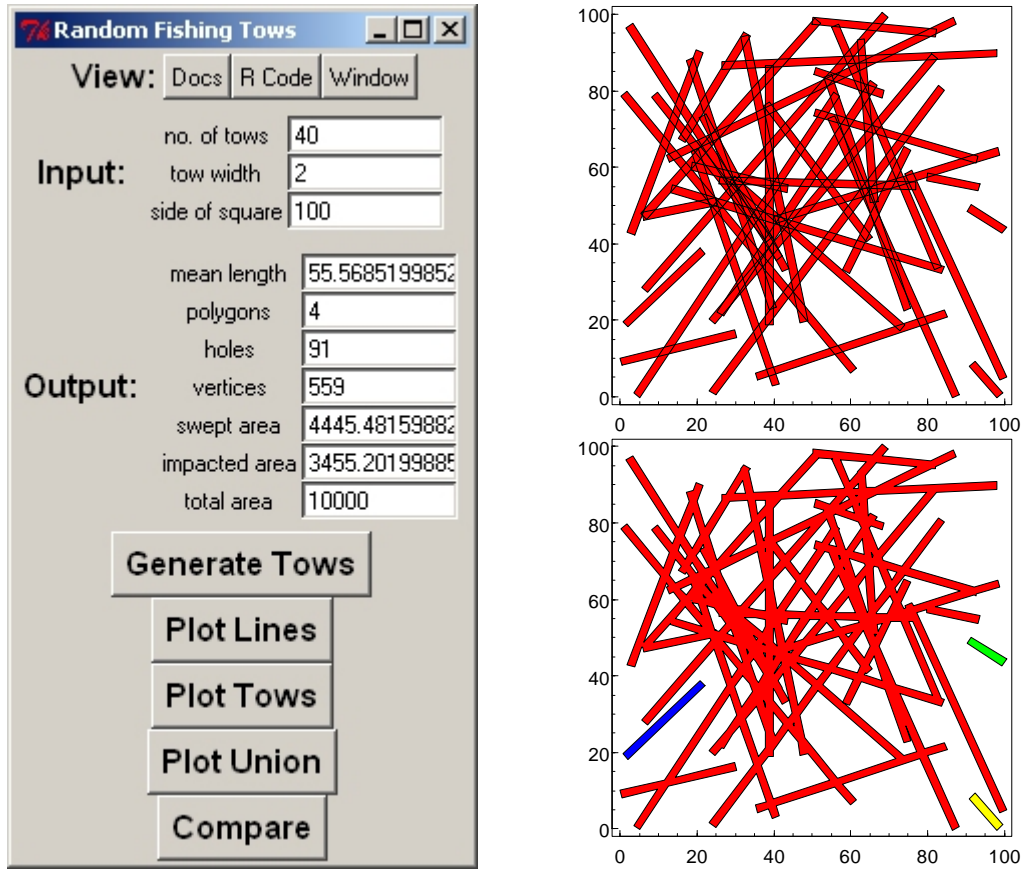 Random Fishing Tows
View: Docs R Code Window
Input:
no. of tows 40
tow width 2
side of square 100
Output:
mean length 55.5685199852
polygons 4
holes 91
vertices 559
swept area 4445.48159882
impacted area 3455.20199885
total area 10000
Generate Tows
Plot Lines
Plot Tows
Plot Union
Compare
100
80
60
40
20
0
0 20 40 60 80 100
100
80
60
40
20
0
0 20 40 60 80 100